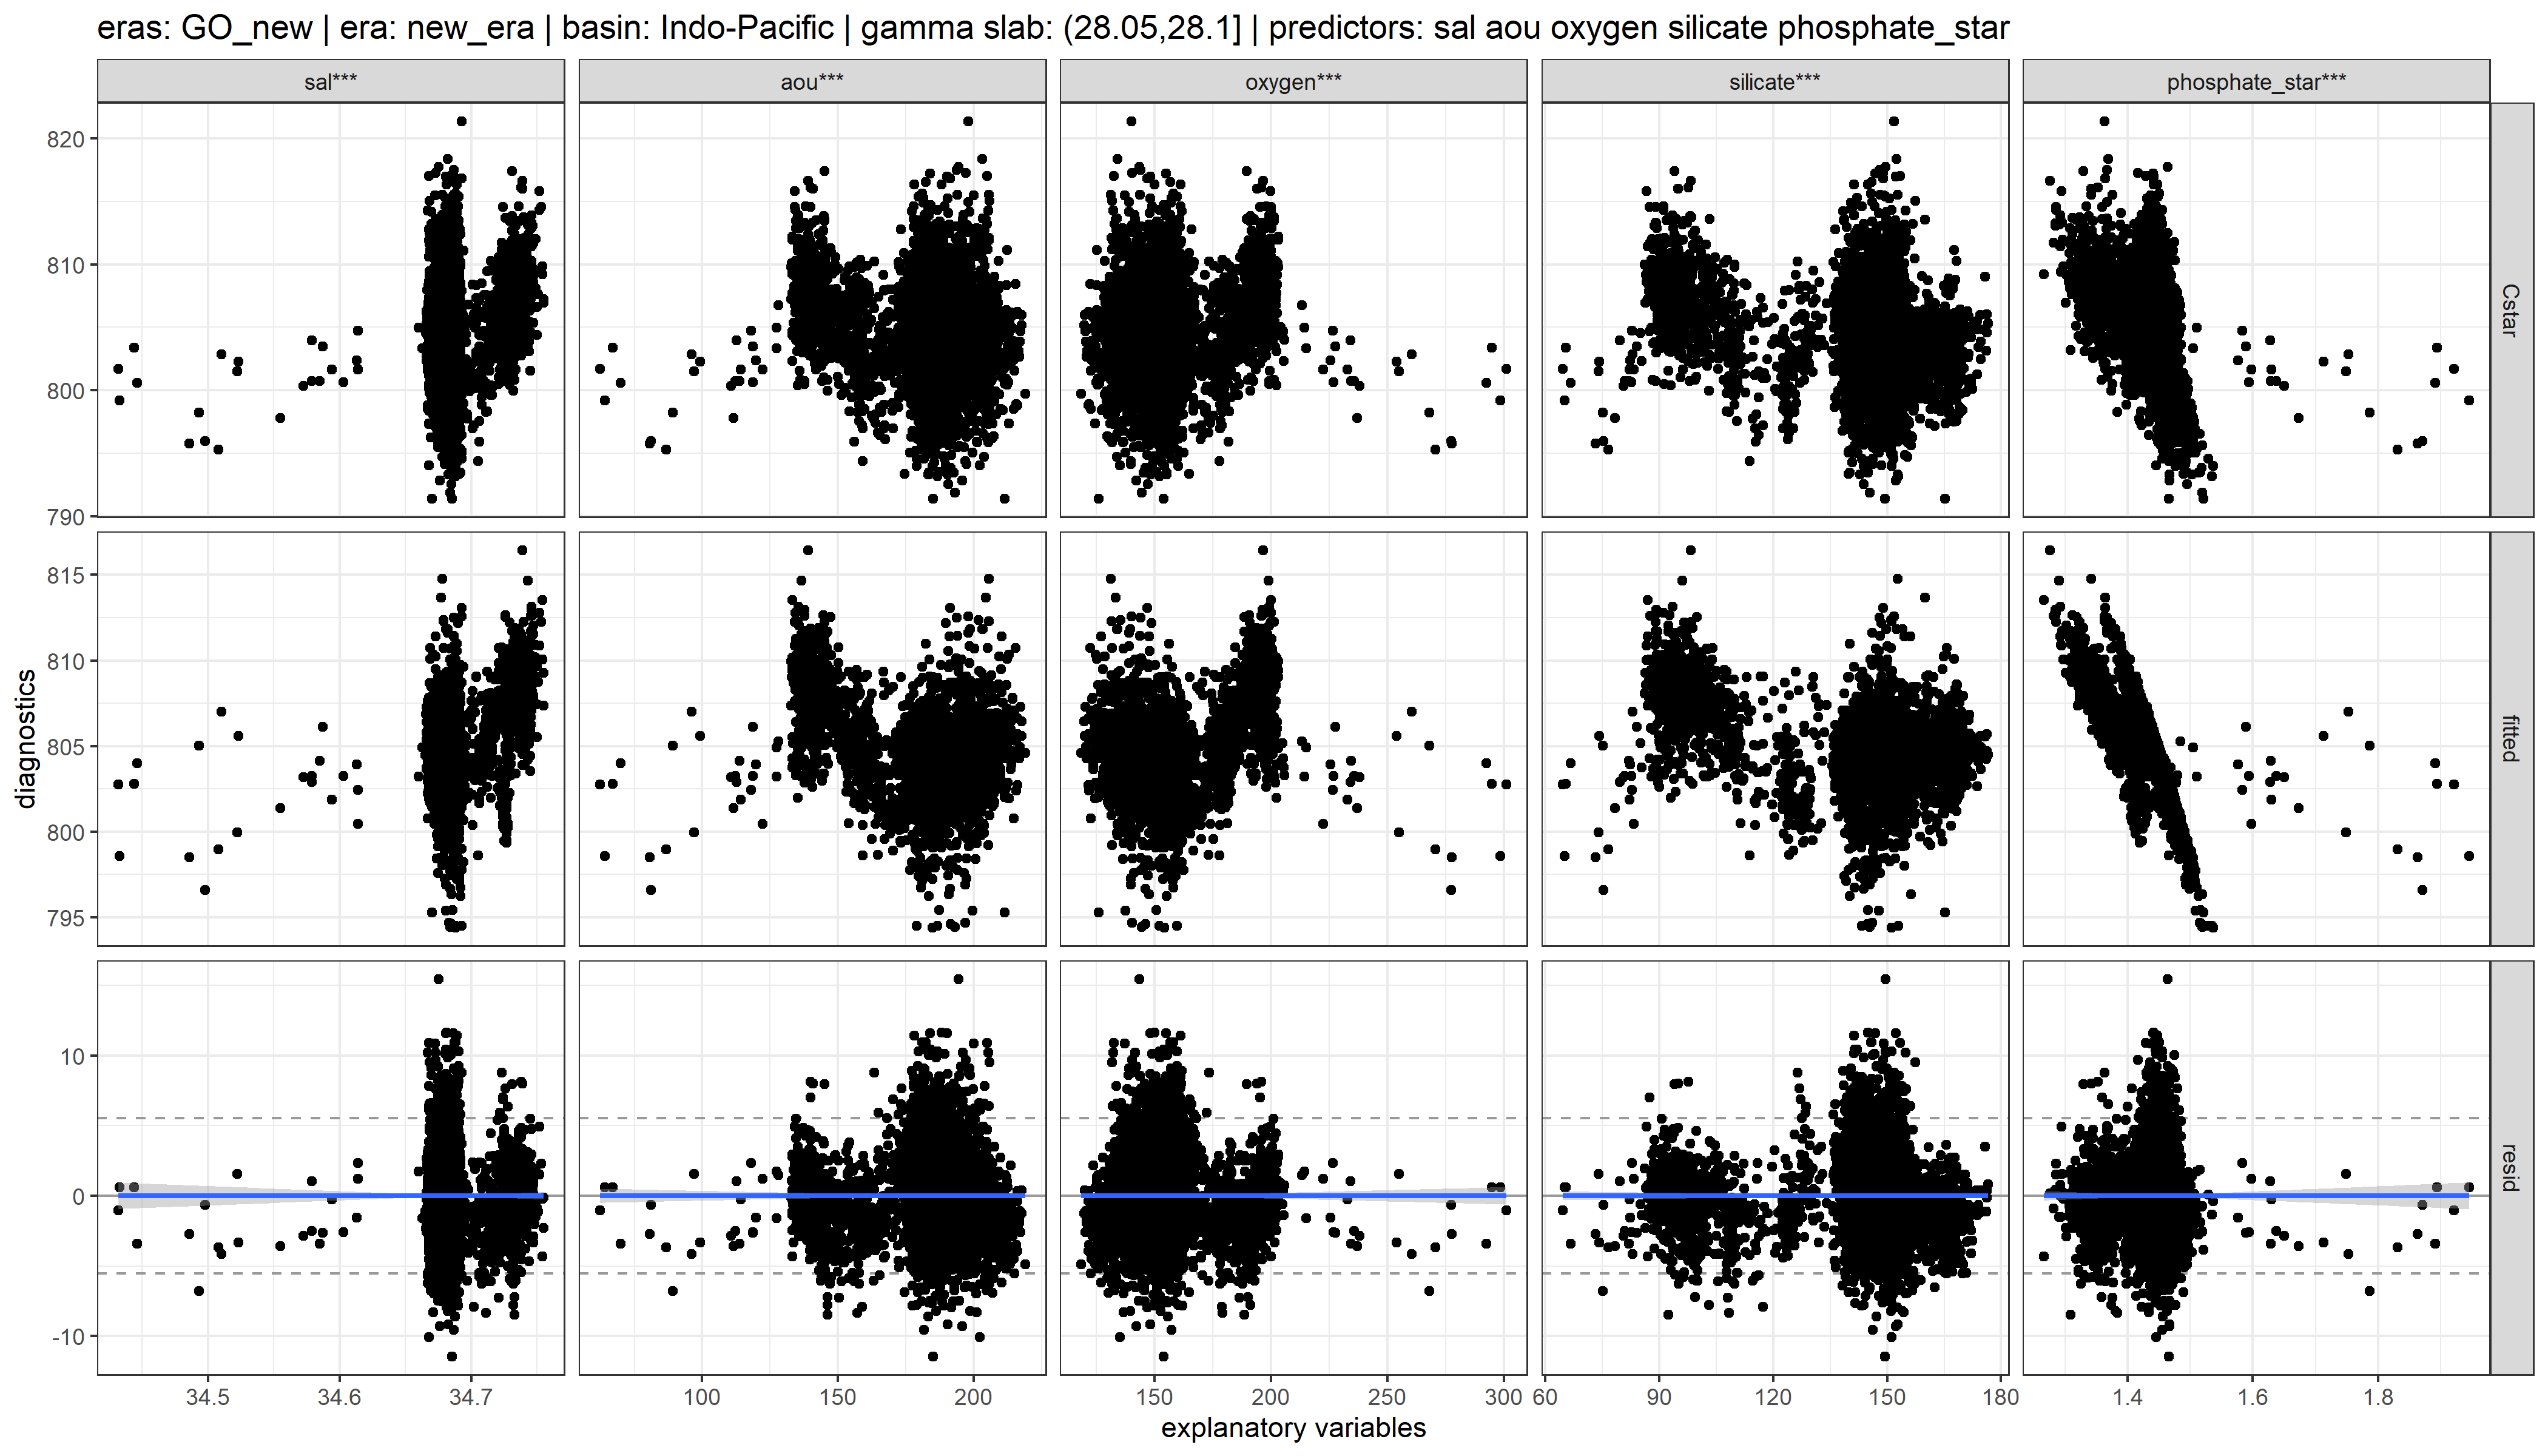 eras: GO_new | era: new_era | basin: Indo-Pacific | gamma slab: (28.05,28.1] | predictors: sal aou oxygen silicate phosphate_star
sal*** aou*** oxygen*** silicate*** phosphate_star***
820
810
800
790
Cstar
815
810
805
800
795
fitted
diagnostics
10
0
-10
resid
34.5 34.6 34.7 100 150 200 150 200 250 300 60 90 120 150 180 1.4 1.6 1.8
explanatory variables